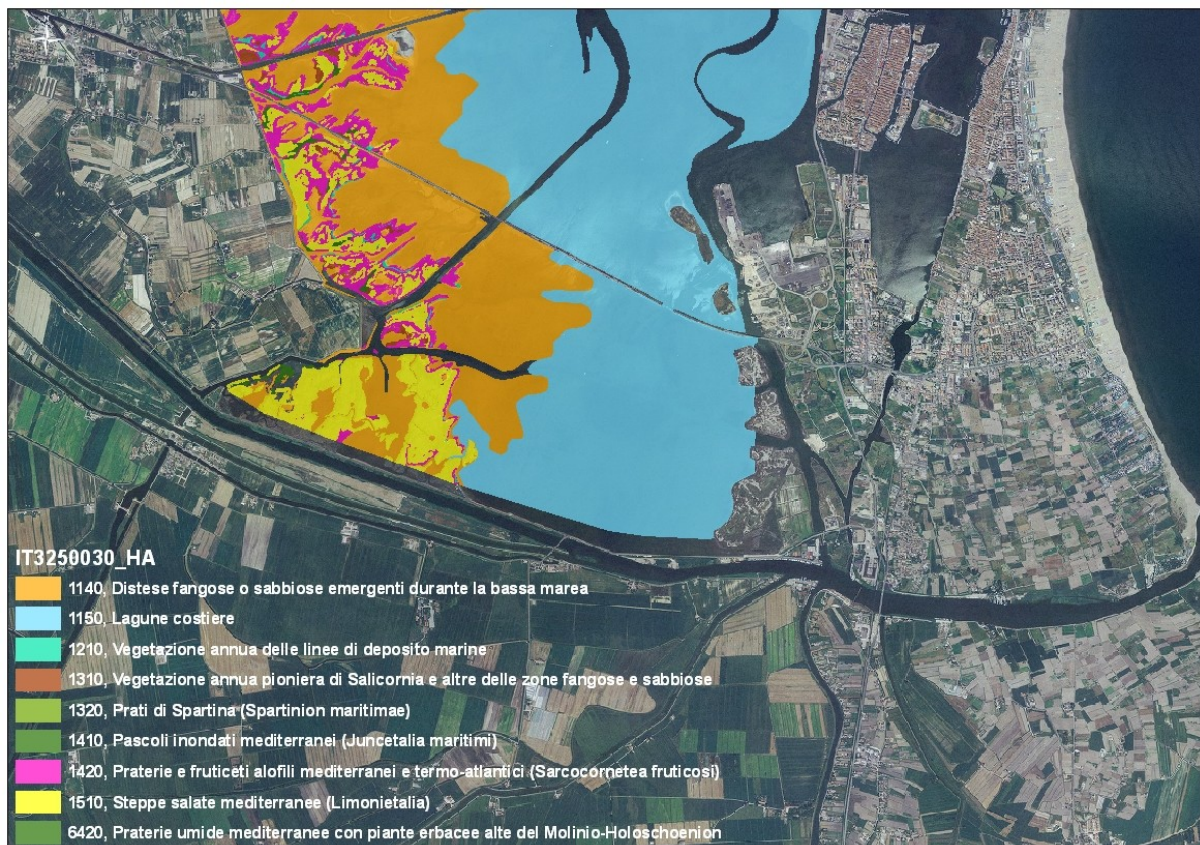 IT3250030_HA
1140, Distese fangose o sabbiose emergenti durante la bassa marea
1150, Lagune costiere
1210, Vegetazione annua delle linee di deposito marine
1310, Vegetazione annua pioniera di Salicornia e altre delle zone fangose e sabbiose
1320, Prati di Spartina (Spartinion maritimae)
1410, Pascoli inondati mediterranei (Juncetalia maritimi)
1420, Praterie e fruticeti alofili mediterranei e termo-atlantici (Sarcocornetea fruticosi)
1510, Steppe salate mediterranee (Limonietalia)
6420, Praterie umide mediterranee con piante erbacee alte del Molinio-Holoschoenion